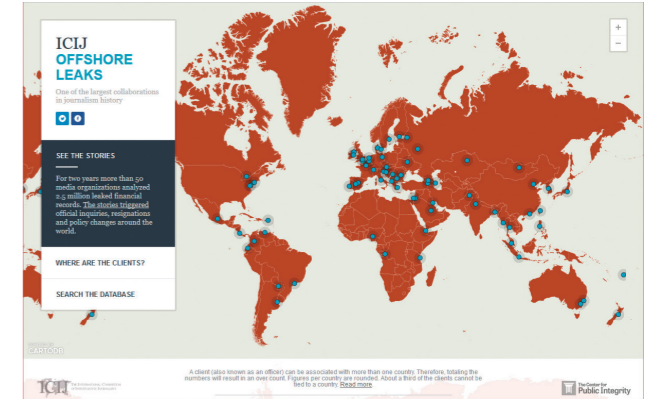 ICIJ
OFFSHORE
LEAKS
One of the largest collaborations
in journalism history
SEE THE STORIES
For two years more than 50
media organizations analyzed
2.5 million leaked financial
records. The stories triggered
official inquiries, resignations
and policy changes around the
world.
WHERE ARE THE CLIENTS?
SEARCH THE DATABASE
+
−
CARTODB
A client (also known as an officer) can be associated with more than one country. Therefore, totaling the
numbers will result in an over count. Figures per country are rounded. About a third of the clients cannot be
tied to a country. Read more.
ICIJ
The Center for
Public Integrity